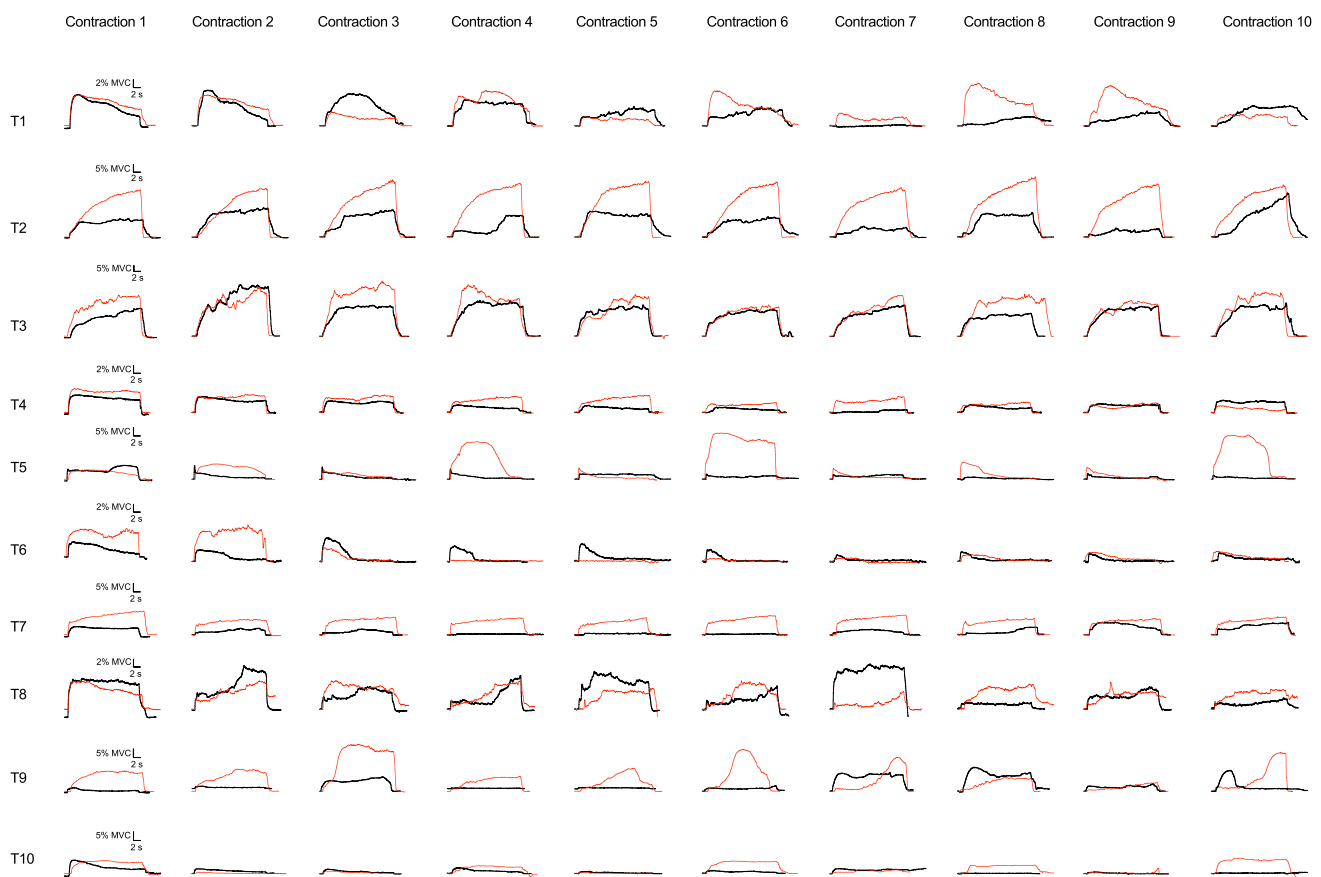 Contraction 1 Contraction 2 Contraction 3 Contraction 4 Contraction 5 Contraction 6 Contraction 7 Contraction 8 Contraction 9 Contraction 10
2% MVC
2 s
T1
5% MVC
2 s
T2
5% MVC
2 s
T3
2% MVC
2 s
T4
5% MVC
2 s
T5
2% MVC
2 s
T6
5% MVC
2 s
T7
2% MVC
2 s
T8
5% MVC
2 s
T9
5% MVC
2 s
T10